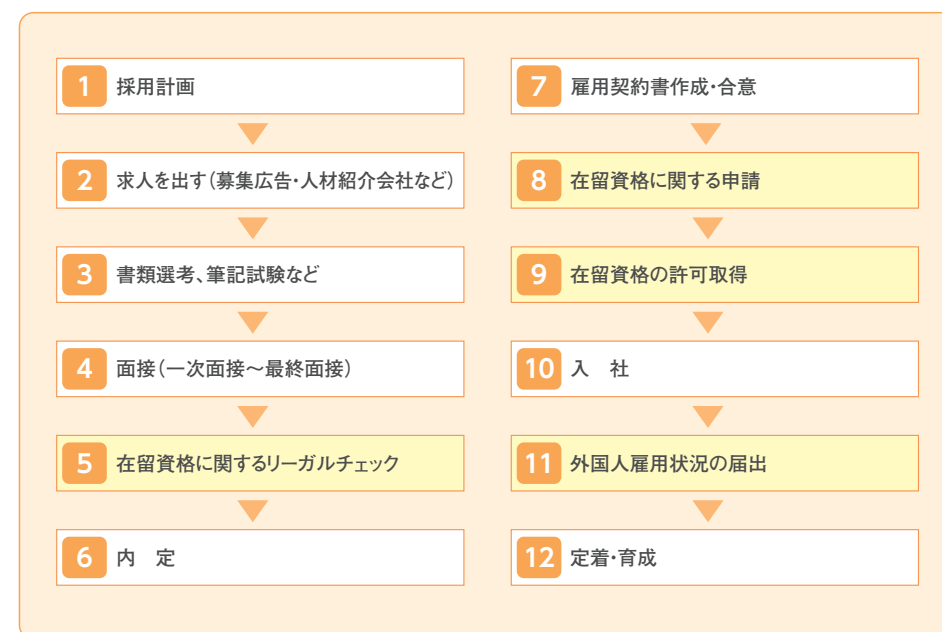 1 採用計画
2 求人を出す(募集広告・人材紹介会社など)
3 書類選考、筆記試験など
4 面接(一次面接～最終面接)
5 在留資格に関するリーガルチェック
6 内　定
7 雇用契約書作成・合意
8 在留資格に関する申請
9 在留資格の許可取得
10 入　社
11 外国人雇用状況の届出
12 定着・育成